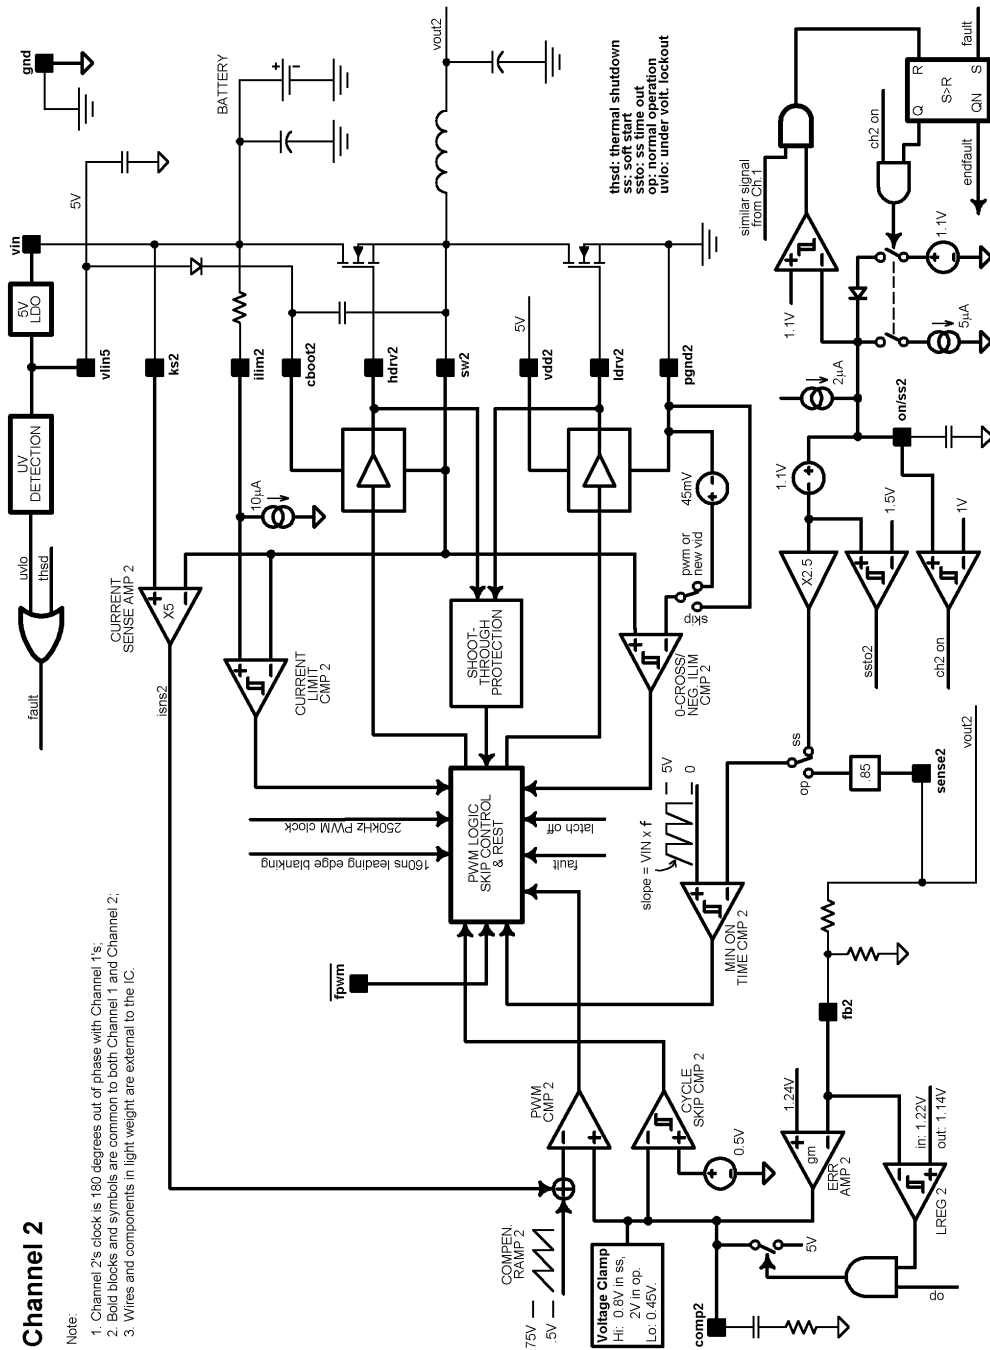 Channel 2
Note:
1. Channel 2's clock is 180 degrees out of phase with Channel 1's;
2. Bold blocks and symbols are common to both Channel 1 and Channel 2;
3. Wires and components in light weight are external to the IC.
fault
uvlo
thsd
UV
DETECTION
5V
LDO
vin
vlin5
5V
gnd
CURRENT
SENSE AMP 2
X5
isns2
ks2
BATTERY
ilim2
10µA
CURRENT
LIMIT
CMP 2
cboot2
hdrv2
sw2
vout2
SHOOT-
THROUGH
PROTECTION
vdd2
5V
ldrv2
pgnd2
45mV
pwm or
new vid
skip
0-CROSS/
NEG. ILIM
CMP 2
thsd: thermal shutdown
ss: soft start
ssto: ss time out
op: normal operation
uvlo: under volt. lockout
250kHz PWM clock
160ns leading edge blanking
PWM LOGIC
SKIP CONTROL
& REST
latch off
fault
fpwm
slope = VIN x f
5V
0
MIN ON
TIME CMP 2
COMPEN.
RAMP 2
75V
.5V
PWM
CMP 2
CYCLE
SKIP CMP 2
0.5V
Voltage Clamp
Hi: 0.8V in ss,
2V in op.
Lo: 0.45V.
comp2
5V
1.24V
gm
ERR
AMP 2
fb2
in: 1.22V
out: 1.14V
LREG 2
do
ss
op
.85
sense2
vout2
X2.5
1.1V
1.5V
1V
ssto2
ch2 on
on/ss2
2µA
5µA
1.1V
1.1V
similar signal
from Ch.1
ch2 on
R
S
S>R
Q
QN
fault
endfault